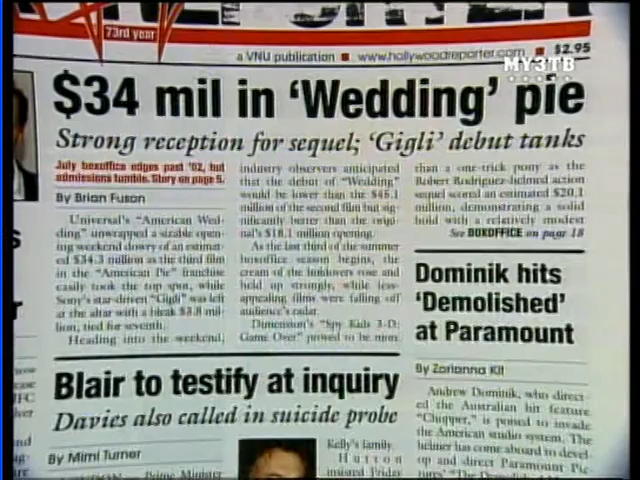 REPORTER
73rd year
a VNU publication ■ www.hollywoodreporter.com ■ $2.95
МУЗТВ
$34 mil in ‘Wedding’ pie
Strong reception for sequel; ‘Gigli’ debut tanks
July boxoffice edges past ’02, but
admissions tumble. Story on page 5.
By Brian Fuson
Universal’s “American Wed-
ding” unwrapped a sizable open-
ing weekend dowry of an estimat-
ed $34.3 million as the third film
in the “American Pie” franchise
easily took the top spot, while
Sony’s star-driven “Gigli” was left
at the altar with a bleak $3.8 mil-
lion, tied for seventh.
Heading into the weekend,
industry observers anticipated
that the debut of “Wedding”
would be lower than the $45.1
million of the second film but sig-
nificantly better than the origi-
nal’s $18.1 million opening.
As the last third of the summer
boxoffice season begins, the
cream of the holdovers rose and
held up strongly, while less-
appealing films were falling off
audience’s radar.
Dimension’s “Spy Kids 3-D:
Game Over” proved to be more
than a one-trick pony as the
Robert Rodriguez-helmed action
sequel scored an estimated $20.1
million, demonstrating a solid
hold with a relatively modest
See BOXOFFICE on page 18
Dominik hits
‘Demolished’
at Paramount
By Zorianna Kit
Andrew Dominik, who direct-
ed the Australian hit feature
“Chopper,” is poised to invade
the American studio system. The
helmer has come aboard to devel-
op and direct Paramount Pic-
tures’ “The Demolished
Blair to testify at inquiry
Davies also called in suicide probe
By Mimi Turner
Prime Minister
Kelly’s family.
Hutton
insisted Friday